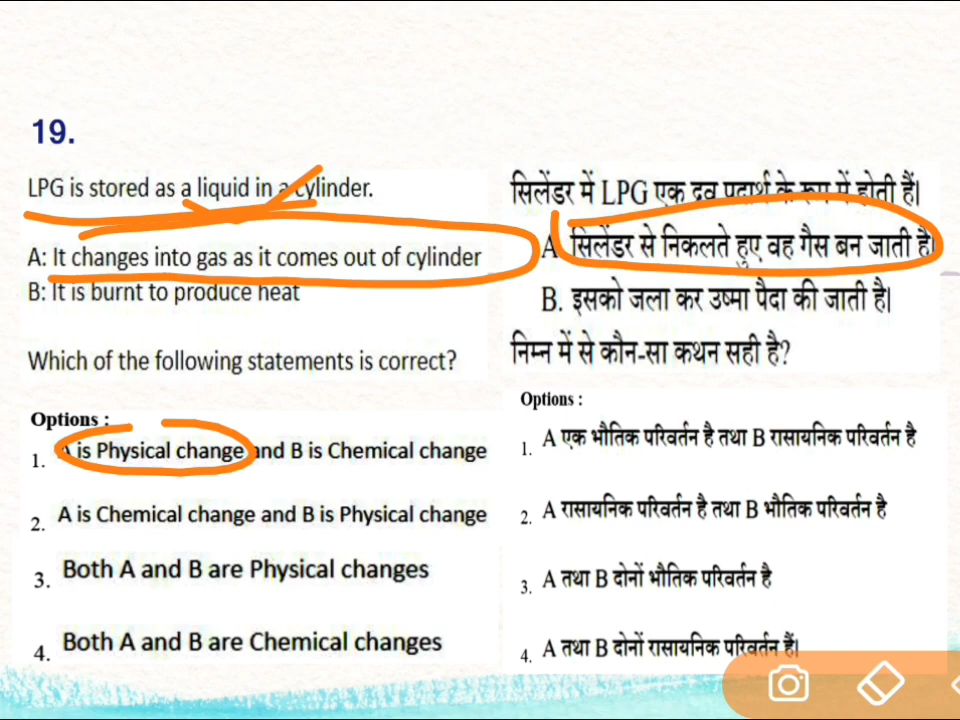 19.
LPG is stored as a liquid in a cylinder.
A: It changes into gas as it comes out of cylinder
B: It is burnt to produce heat
Which of the following statements is correct?
Options :
1. A is Physical change and B is Chemical change
2. A is Chemical change and B is Physical change
3. Both A and B are Physical changes
4. Both A and B are Chemical changes
सिलेंडर में LPG एक द्रव पदार्थ के रूप में होती हैं।
A. सिलेंडर से निकलते हुए वह गैस बन जाती है।
B. इसको जला कर उष्मा पैदा की जाती है।
निम्न में से कौन-सा कथन सही है?
Options :
1. A एक भौतिक परिवर्तन है तथा B रासायनिक परिवर्तन है
2. A रासायनिक परिवर्तन है तथा B भौतिक परिवर्तन है
3. A तथा B दोनों भौतिक परिवर्तन है
4. A तथा B दोनों रासायनिक परिवर्तन हैं।